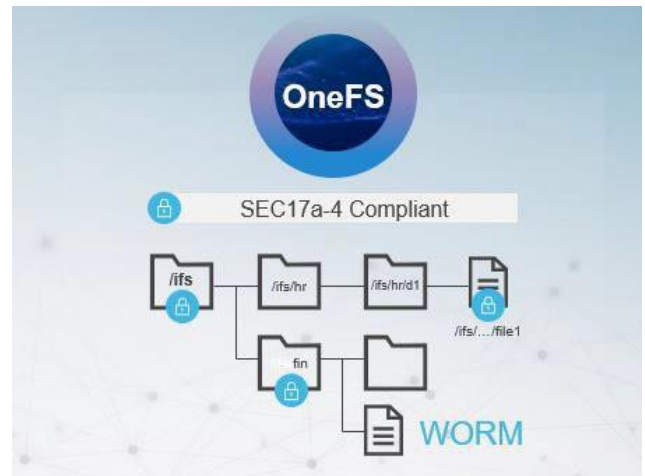 OneFS
SEC17a-4 Compliant
/ifs
/ifs/hr
/ifs/hr/d1
/ifs/.../file1
fin
WORM